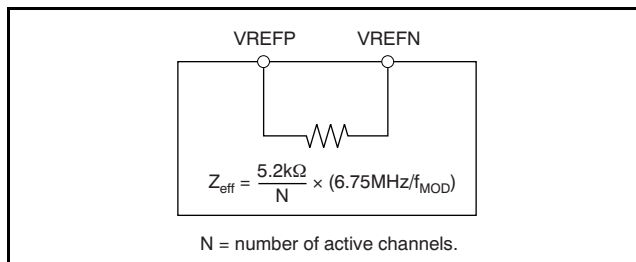 VREFP VREFN
Z_eff = 5.2kΩ/N × (6.75MHz/f_MOD)
N = number of active channels.